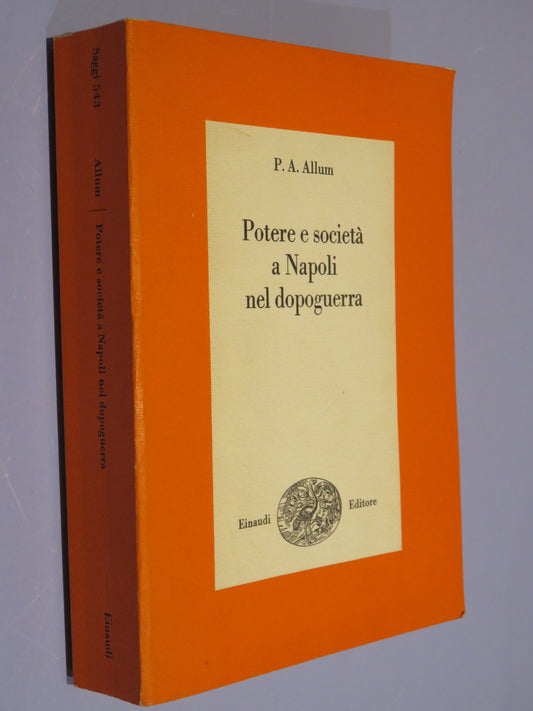 P. A. Allum
Potere e società
a Napoli
nel dopoguerra
Einaudi Editore
Saggi 543 Allum Potere e società a Napoli nel dopoguerra Einaudi